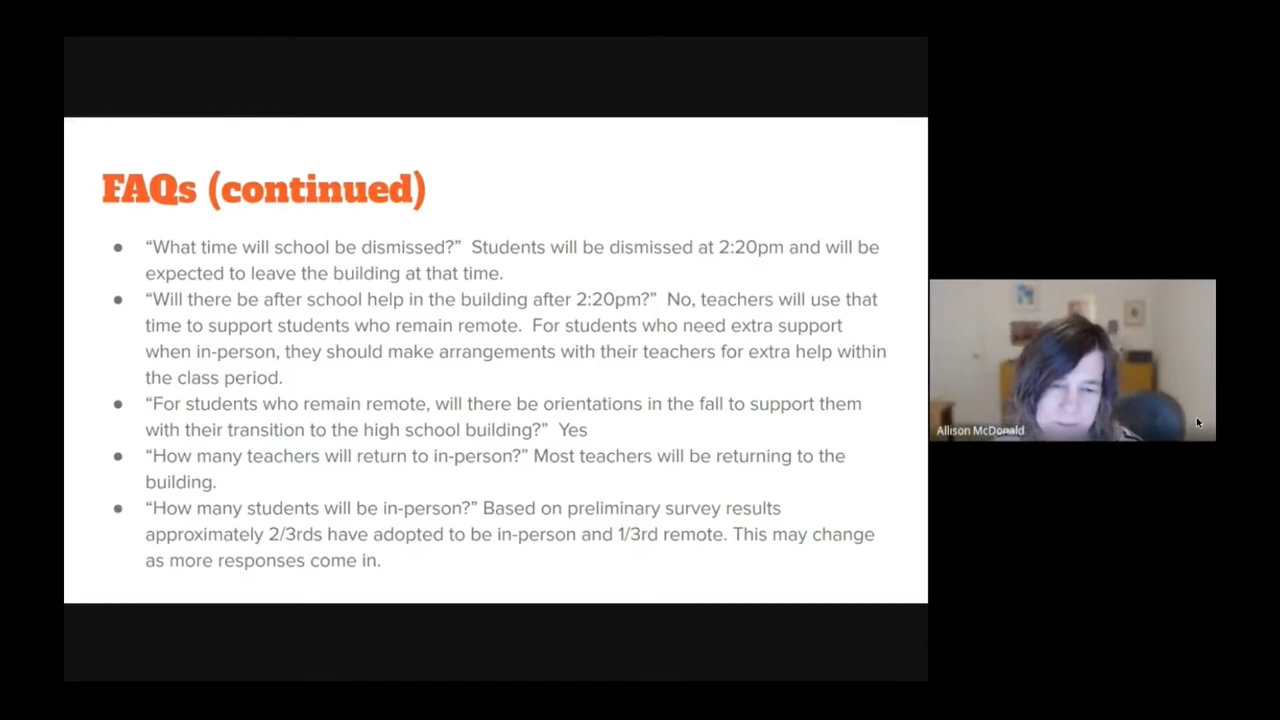 FAQs (continued)
● “What time will school be dismissed?”  Students will be dismissed at 2:20pm and will be
expected to leave the building at that time.
● “Will there be after school help in the building after 2:20pm?”  No, teachers will use that
time to support students who remain remote.  For students who need extra support
when in-person, they should make arrangements with their teachers for extra help within
the class period.
● “For students who remain remote, will there be orientations in the fall to support them
with their transition to the high school building?”  Yes
● “How many teachers will return to in-person?” Most teachers will be returning to the
building.
● “How many students will be in-person?” Based on preliminary survey results
approximately 2/3rds have adopted to be in-person and 1/3rd remote. This may change
as more responses come in.
Allison McDonald